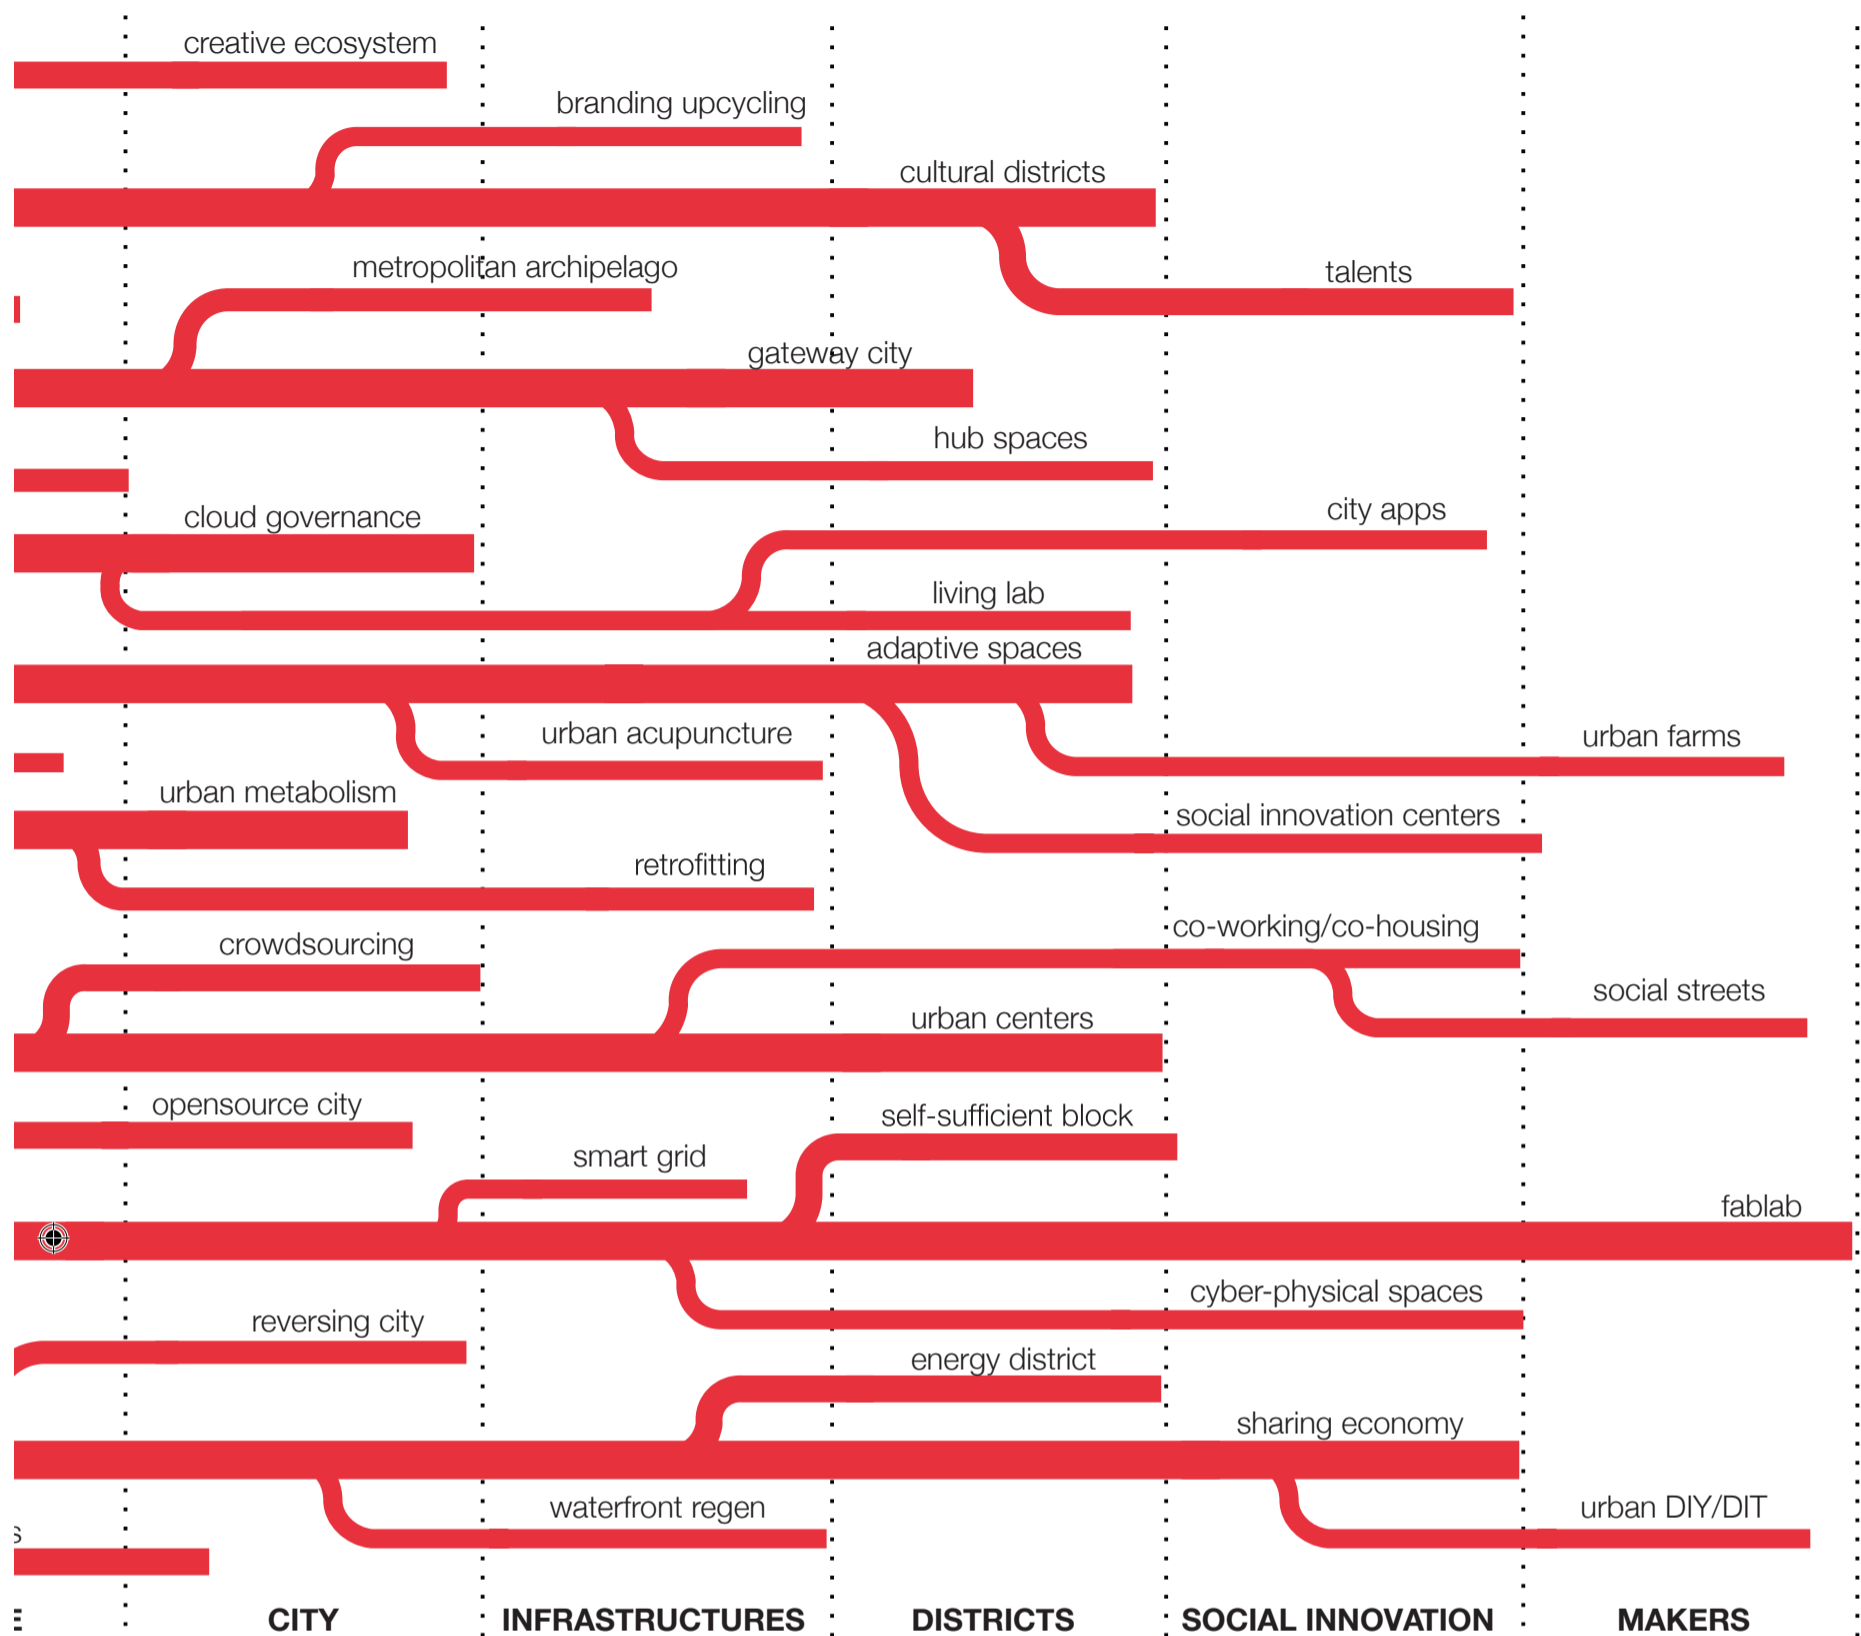 creative ecosystem
branding upcycling
cultural districts
metropolitan archipelago
talents
gateway city
hub spaces
cloud governance
city apps
living lab
adaptive spaces
urban acupuncture
urban farms
urban metabolism
social innovation centers
retrofitting
co-working/co-housing
crowdsourcing
social streets
urban centers
opensource city
self-sufficient block
smart grid
fablab
cyber-physical spaces
reversing city
energy district
sharing economy
waterfront regen
urban DIY/DIT
s
E
CITY
INFRASTRUCTURES
DISTRICTS
SOCIAL INNOVATION
MAKERS